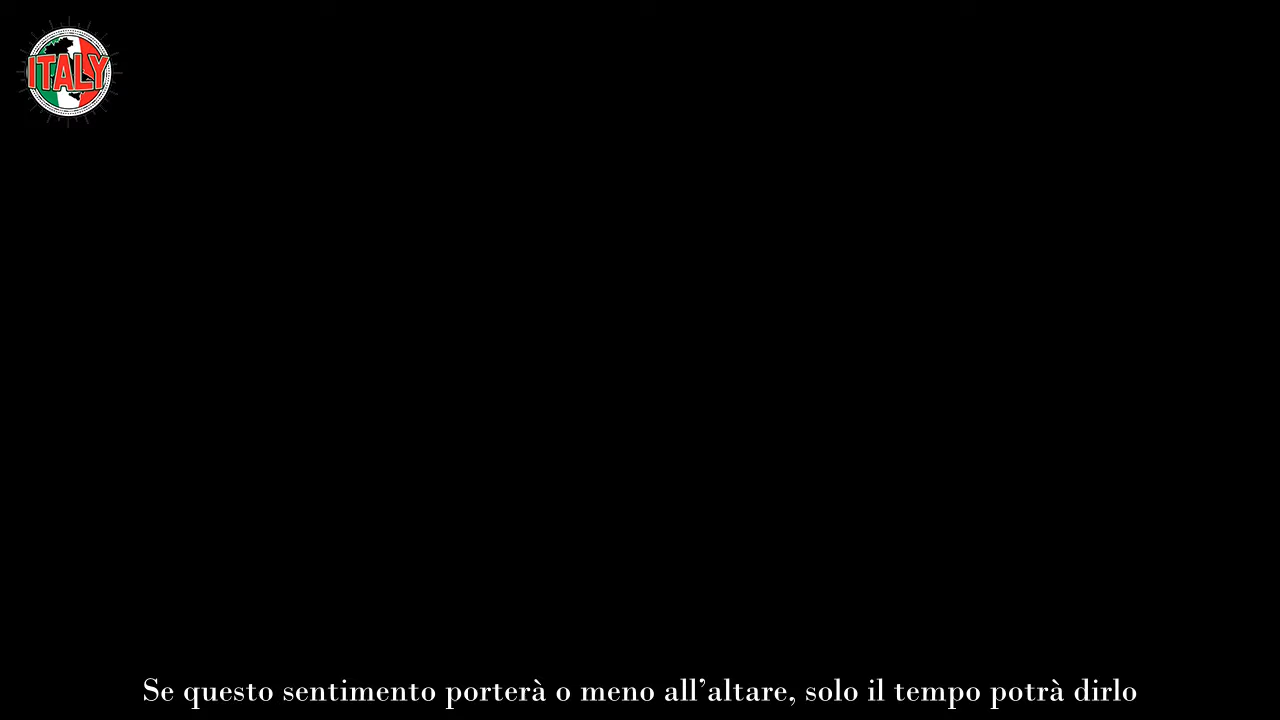 ITALY
Se questo sentimento porterà o meno all’altare, solo il tempo potrà dirlo